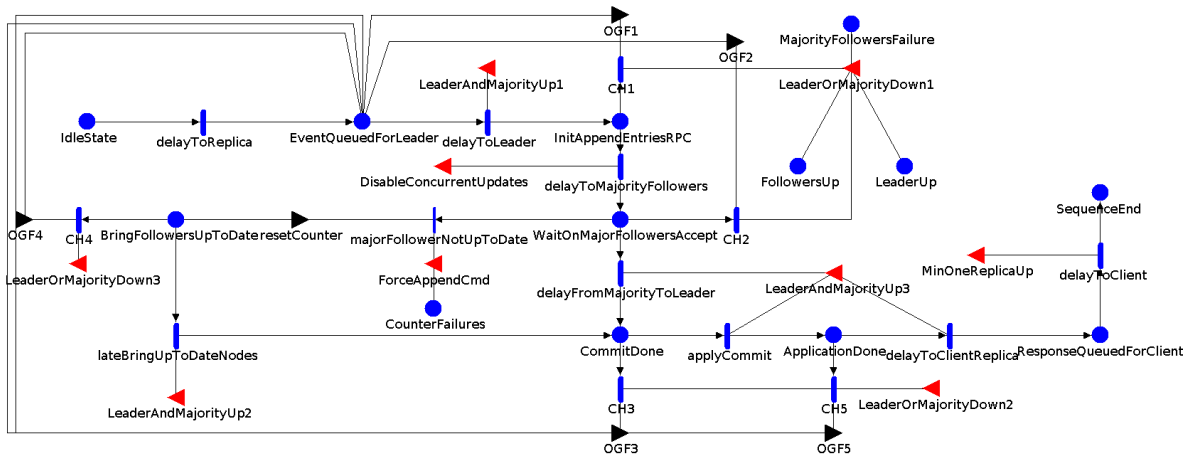 OGF1
MajorityFollowersFailure
OGF2
LeaderAndMajorityUp1
CH1
LeaderOrMajorityDown1
IdleState
delayToReplica
EventQueuedForLeader
delayToLeader
InitAppendEntriesRPC
DisableConcurrentUpdates
delayToMajorityFollowers
FollowersUp
LeaderUp
SequenceEnd
OGF4
CH4
BringFollowersUpToDate
resetCounter
majorFollowerNotUpToDate
WaitOnMajorFollowersAccept
CH2
LeaderOrMajorityDown3
ForceAppendCmd
delayFromMajorityToLeader
LeaderAndMajorityUp3
MinOneReplicaUp
delayToClient
CounterFailures
lateBringUpToDateNodes
CommitDone
applyCommit
ApplicationDone
delayToClientReplica
ResponseQueuedForClient
LeaderAndMajorityUp2
CH3
CH5
LeaderOrMajorityDown2
OGF3
OGF5